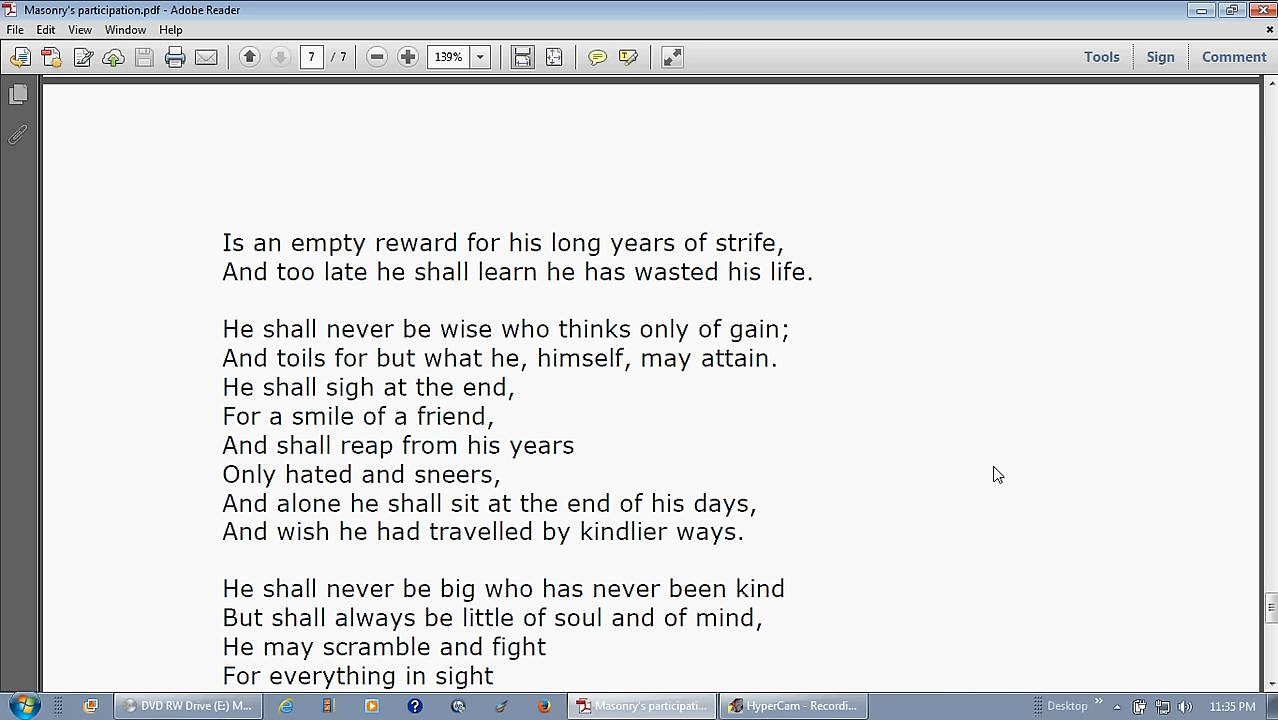 Masonry's participation.pdf - Adobe Reader
File Edit View Window Help
7 / 7 139% Tools Sign Comment
Is an empty reward for his long years of strife,
And too late he shall learn he has wasted his life.
He shall never be wise who thinks only of gain;
And toils for but what he, himself, may attain.
He shall sigh at the end,
For a smile of a friend,
And shall reap from his years
Only hated and sneers,
And alone he shall sit at the end of his days,
And wish he had travelled by kindlier ways.
He shall never be big who has never been kind
But shall always be little of soul and of mind,
He may scramble and fight
For everything in sight
DVD RW Drive (E:) M... Masonry's participati... HyperCam - Recordi... Desktop 11:35 PM